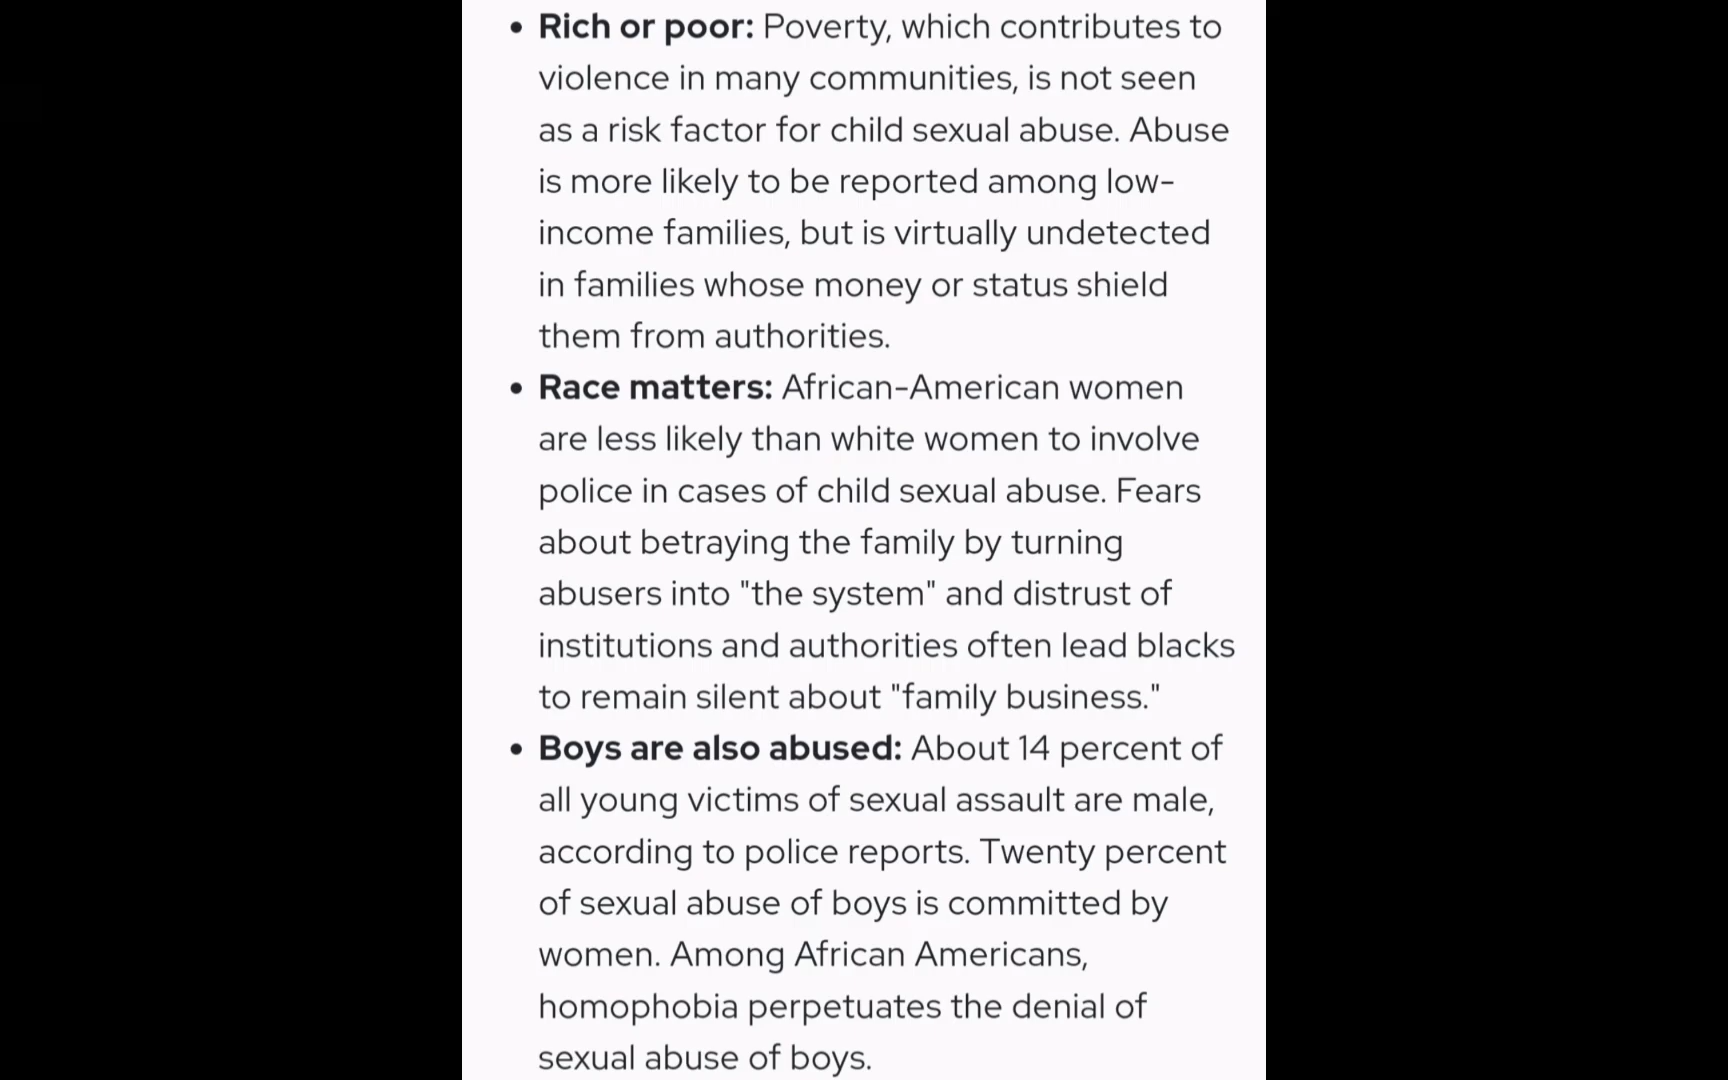 • Rich or poor: Poverty, which contributes to
violence in many communities, is not seen
as a risk factor for child sexual abuse. Abuse
is more likely to be reported among low-
income families, but is virtually undetected
in families whose money or status shield
them from authorities.
• Race matters: African-American women
are less likely than white women to involve
police in cases of child sexual abuse. Fears
about betraying the family by turning
abusers into "the system" and distrust of
institutions and authorities often lead blacks
to remain silent about "family business."
• Boys are also abused: About 14 percent of
all young victims of sexual assault are male,
according to police reports. Twenty percent
of sexual abuse of boys is committed by
women. Among African Americans,
homophobia perpetuates the denial of
sexual abuse of boys.